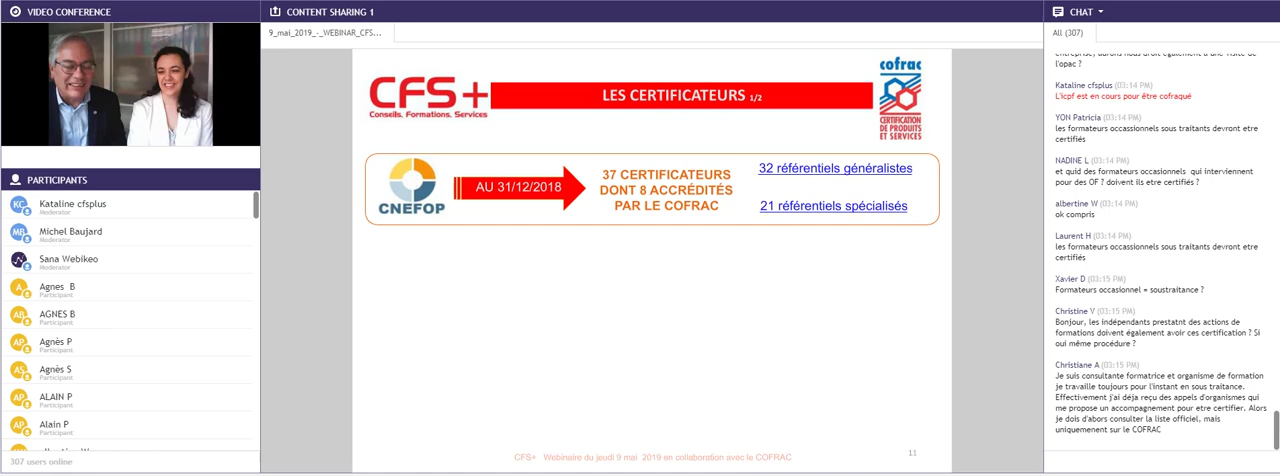 VIDEO CONFERENCE
PARTICIPANTS
KC Kataline cfsplus
Moderator
MB Michel Baujard
Moderator
Sana Webikeo
Moderator
A Agnes B
Participant
AB AGNES B
Participant
AP Agnès P
Participant
AS Agnès S
Participant
AP ALAIN P
Participant
AP Alain P
Participant
307 users online
CONTENT SHARING 1
9_mai_2019_-_WEBINAR_CFS...
CFS+
Conseils, Formations, Services
LES CERTIFICATEURS 1/2
cofrac
CERTIFICATION
DE PRODUITS
ET SERVICES
CNEFOP
AU 31/12/2018
37 CERTIFICATEURS
DONT 8 ACCRÉDITÉS
PAR LE COFRAC
32 référentiels généralistes
21 référentiels spécialisés
CFS+ Webinaire du jeudi 9 mai 2019 en collaboration avec le COFRAC
11
CHAT
All (307)
l'opac ?
Kataline cfsplus (03:14 PM)
L'icpf est en cours pour être cofraqué
YON Patricia (03:14 PM)
les formateurs occassionnels sous traitants devront etre
certifiés
NADINE L (03:14 PM)
et quid des formateurs occasionels qui interviennent
pour des OF ? doivent ils etre certifiés ?
albertine W (03:14 PM)
ok compris
Laurent H (03:14 PM)
les formateurs occassionnels sous traitants devront etre
certifiés
Xavier D (03:15 PM)
Formateurs occasionnel = soustraitance ?
Christine V (03:15 PM)
Bonjour, les indépendants prestatnt des actions de
formations doivent également avoir ces certification ? Si
oui même procédure ?
Christiane A (03:15 PM)
Je suis consultante formatrice et organisme de formation
je travaille toujours pour l'instant en sous traitance.
Effectivement j'ai déja reçu des appels d'organismes qui
me propose un accompagnement pour etre certifier. Alors
je dois d'abors consulter la liste officiel, mais
uniquemenent sur le COFRAC